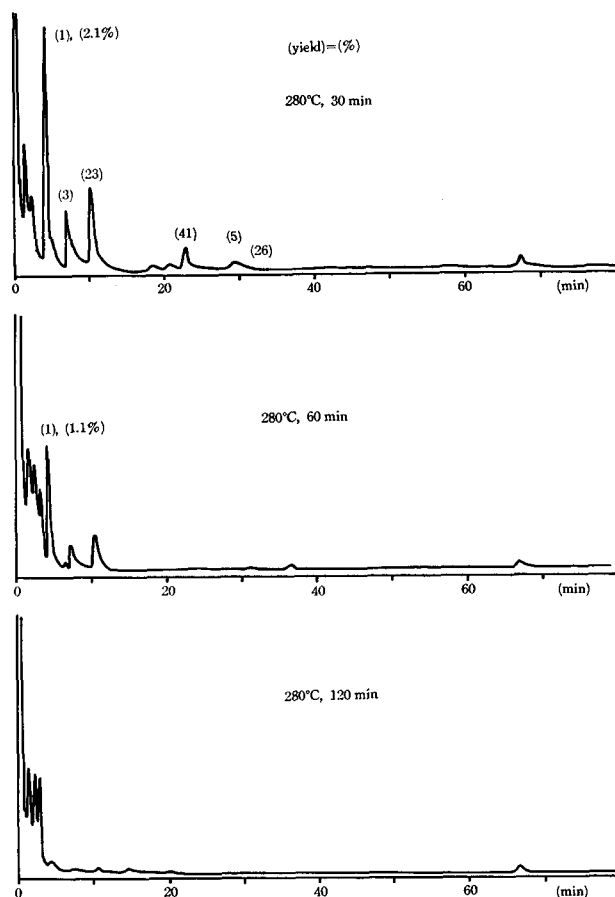 (1), (2.1%)
(yield)=(%)
280°C, 30 min
(23)
(3)
(41)
(5)
(26)
0
20
40
60
(min)
280°C, 60 min
(1), (1.1%)
0
20
40
60
(min)
280°C, 120 min
0
20
40
60
(min)